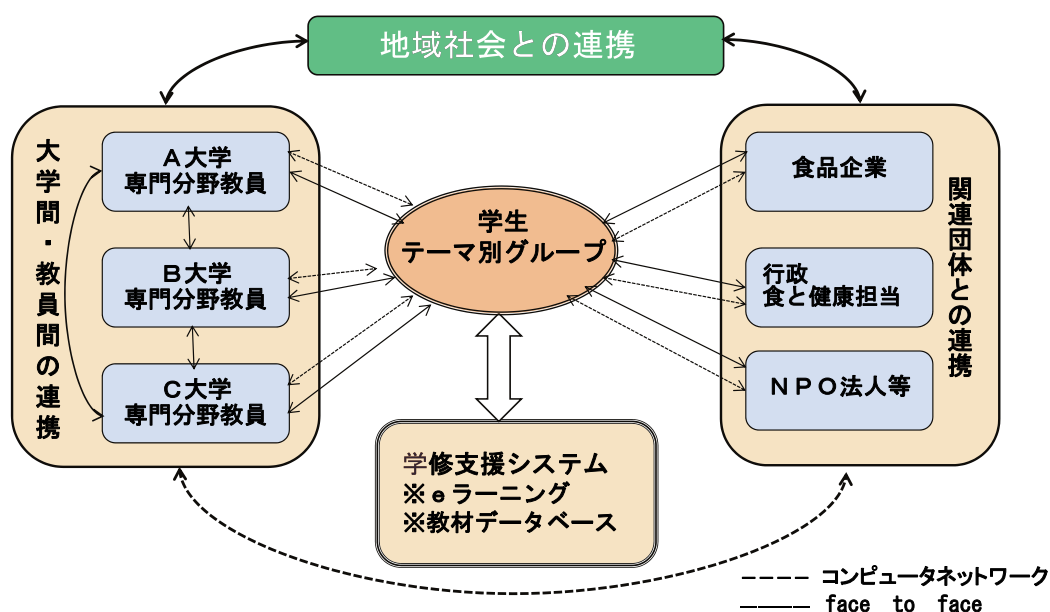 地域社会との連携
大学間・教員間の連携
A大学
専門分野教員
B大学
専門分野教員
C大学
専門分野教員
学生
テーマ別グループ
食品企業
行政
食と健康担当
NPO法人等
関連団体との連携
学修支援システム
※eラーニング
※教材データベース
コンピュータネットワーク
face to face